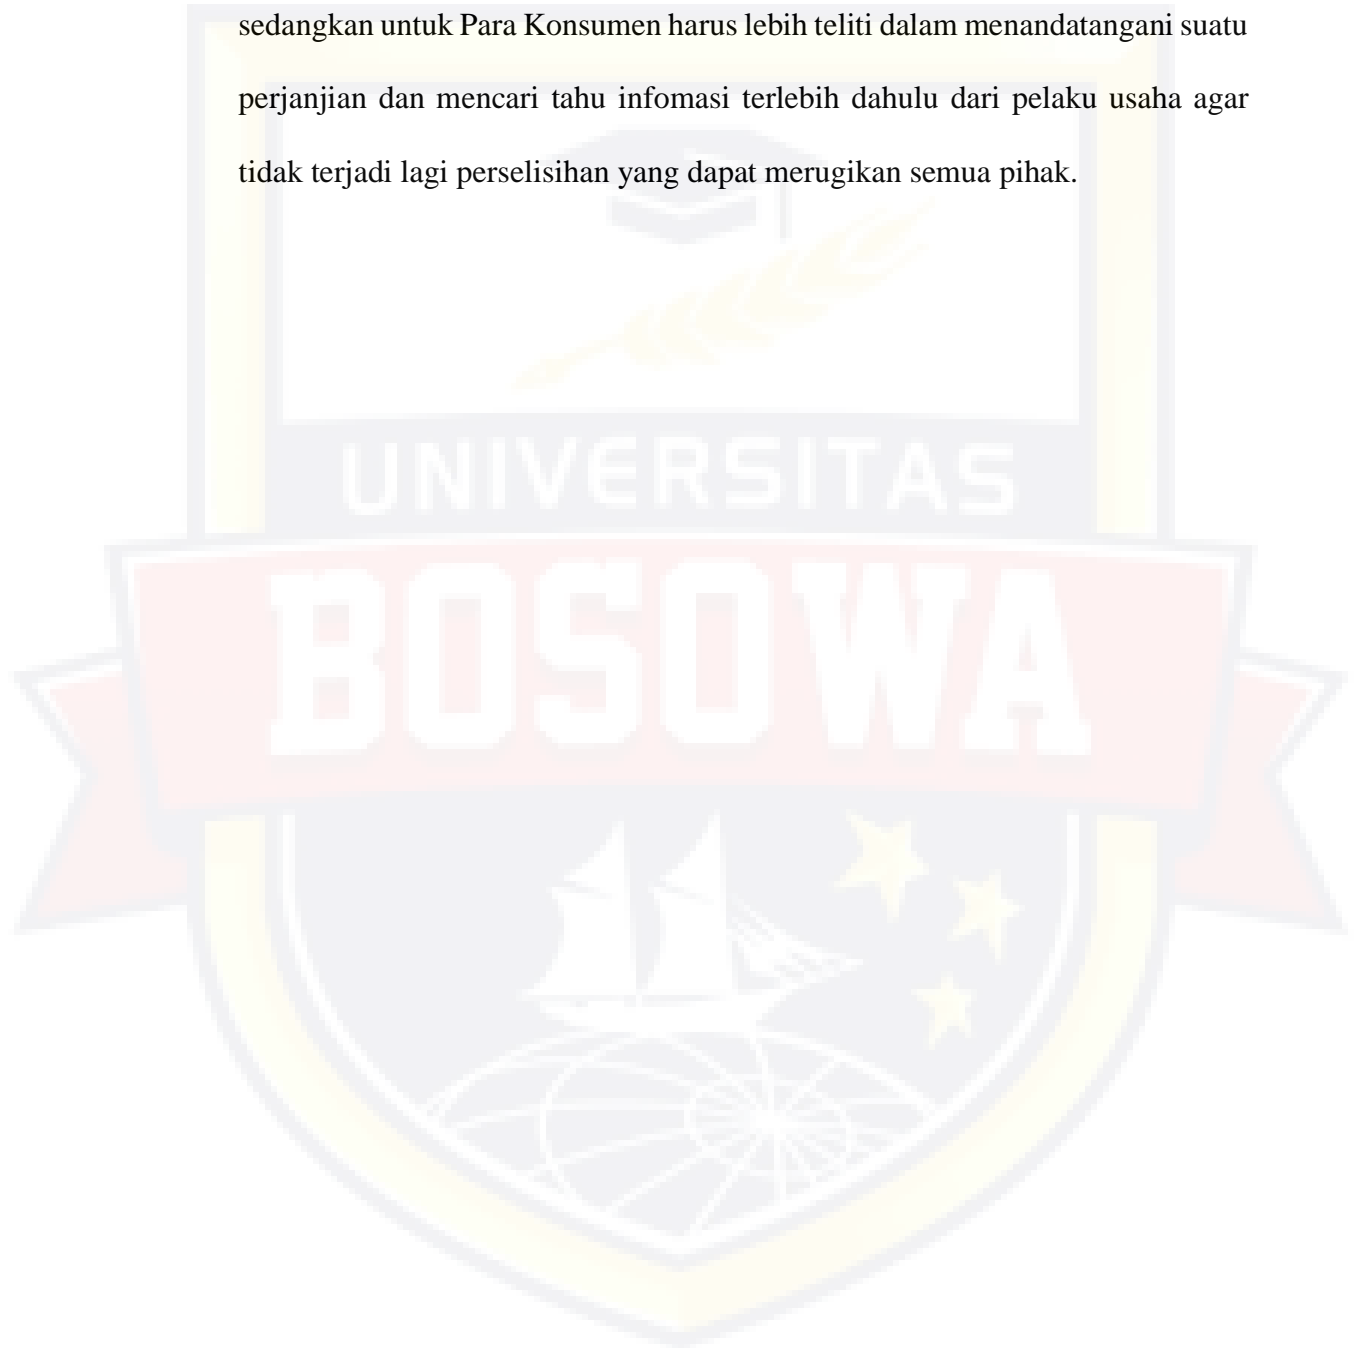 sedangkan untuk Para Konsumen harus lebih teliti dalam menandatangani suatu
perjanjian dan mencari tahu infomasi terlebih dahulu dari pelaku usaha agar
tidak terjadi lagi perselisihan yang dapat merugikan semua pihak.
UNIVERSITAS
BOSOWA